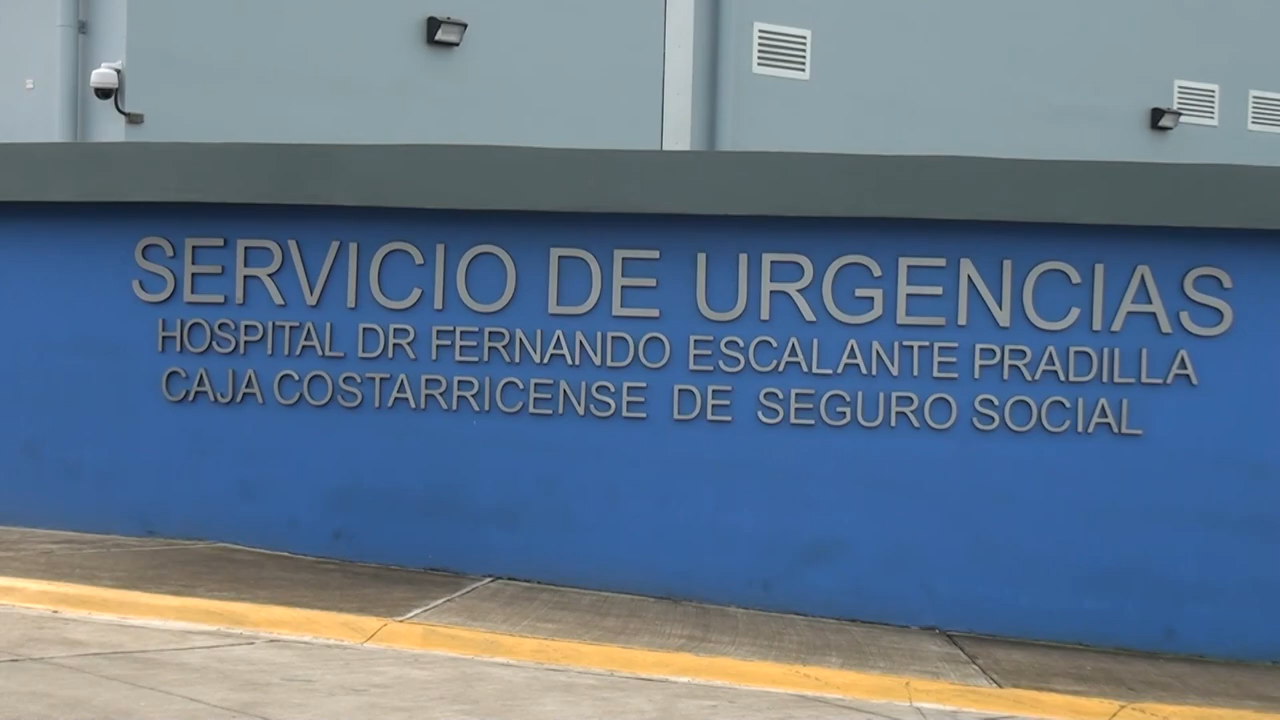 SERVICIO DE URGENCIAS
HOSPITAL DR FERNANDO ESCALANTE PRADILLA
CAJA COSTARRICENSE DE SEGURO SOCIAL